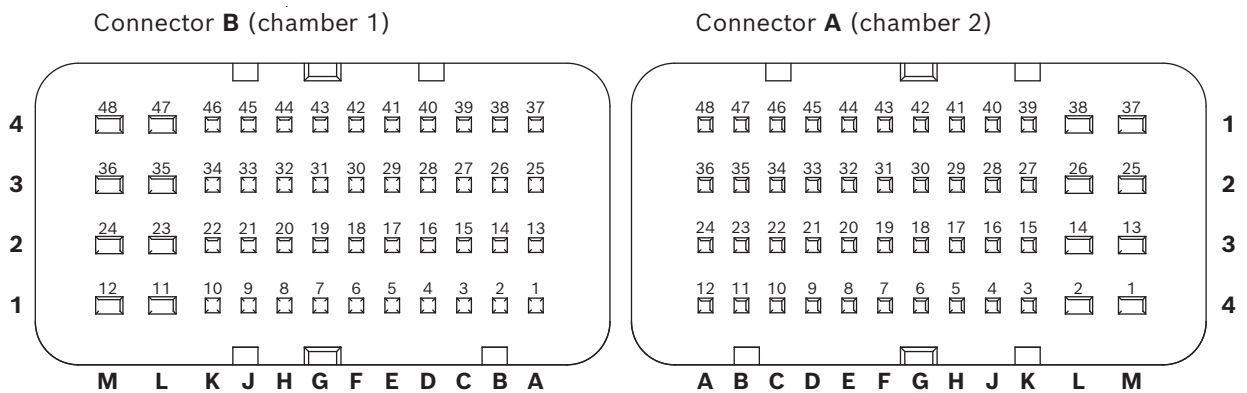 Connector B (chamber 1) Connector A (chamber 2)
48 47 46 45 44 43 42 41 40 39 38 37 48 47 46 45 44 43 42 41 40 39 38 37
4 1
36 35 34 33 32 31 30 29 28 27 26 25 36 35 34 33 32 31 30 29 28 27 26 25
3 2
24 23 22 21 20 19 18 17 16 15 14 13 24 23 22 21 20 19 18 17 16 15 14 13
2 3
12 11 10 9 8 7 6 5 4 3 2 1 12 11 10 9 8 7 6 5 4 3 2 1
1 4
M L K J H G F E D C B A A B C D E F G H J K L M